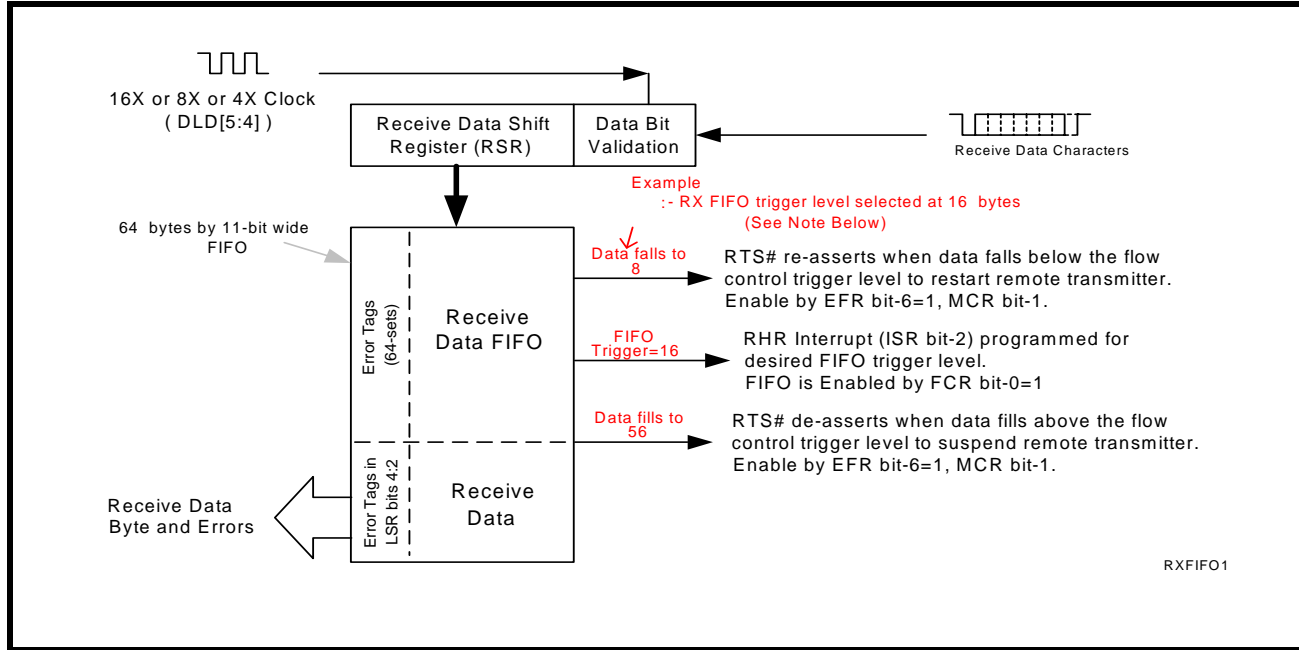 16X or 8X or 4X Clock
( DLD[5:4] )
Receive Data Shift
Register (RSR)
Data Bit
Validation
Receive Data Characters
Example
:- RX FIFO trigger level selected at 16 bytes
(See Note Below)
64 bytes by 11-bit wide
FIFO
Error Tags
(64-sets)
Receive
Data FIFO
Data falls to
8
RTS# re-asserts when data falls below the flow
control trigger level to restart remote transmitter.
Enable by EFR bit-6=1, MCR bit-1.
FIFO
Trigger=16
RHR Interrupt (ISR bit-2) programmed for
desired FIFO trigger level.
FIFO is Enabled by FCR bit-0=1
Data fills to
56
RTS# de-asserts when data fills above the flow
control trigger level to suspend remote transmitter.
Enable by EFR bit-6=1, MCR bit-1.
Error Tags in
LSR bits 4:2
Receive
Data
Receive Data
Byte and Errors
RXFIFO1